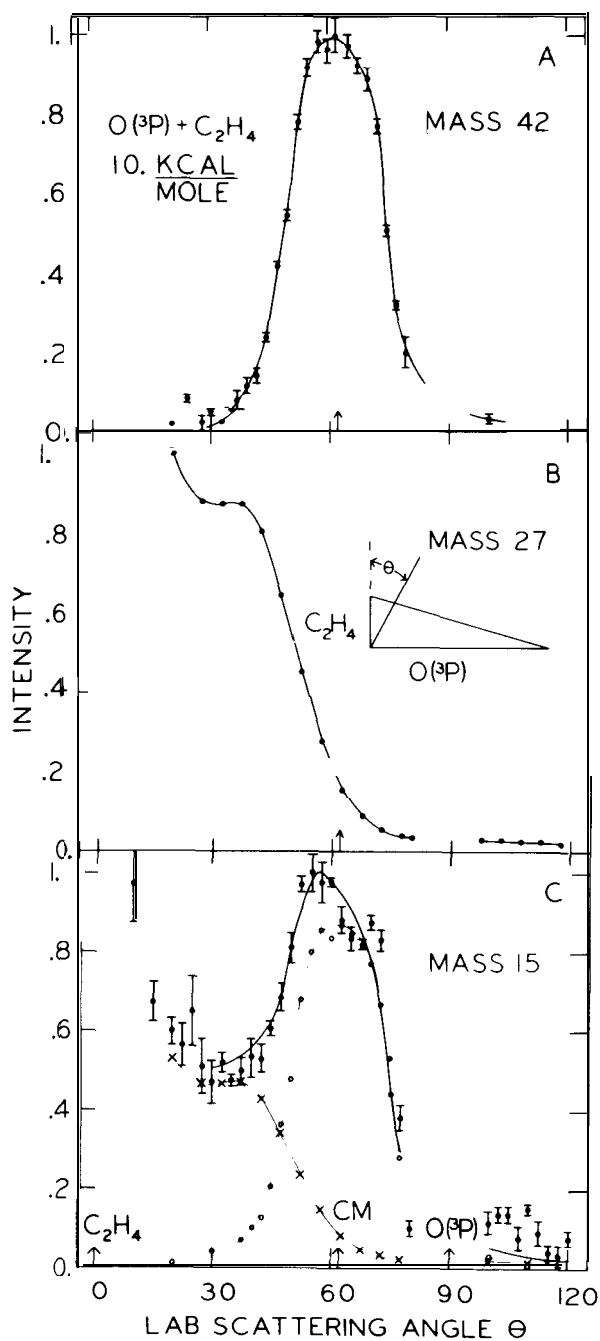 1.
A
.8
O(³P) + C₂H₄
MASS 42
10. KCAL
MOLE
.6
.4
.2
0.
1.
B
.8
MASS 27
θ
.6
C₂H₄
O(³P)
INTENSITY
.4
.2
0.
1.
C
.8
MASS 15
.6
.4
.2
C₂H₄
CM
O(³P)
0.
0 30 60 90 120
LAB SCATTERING ANGLE Θ